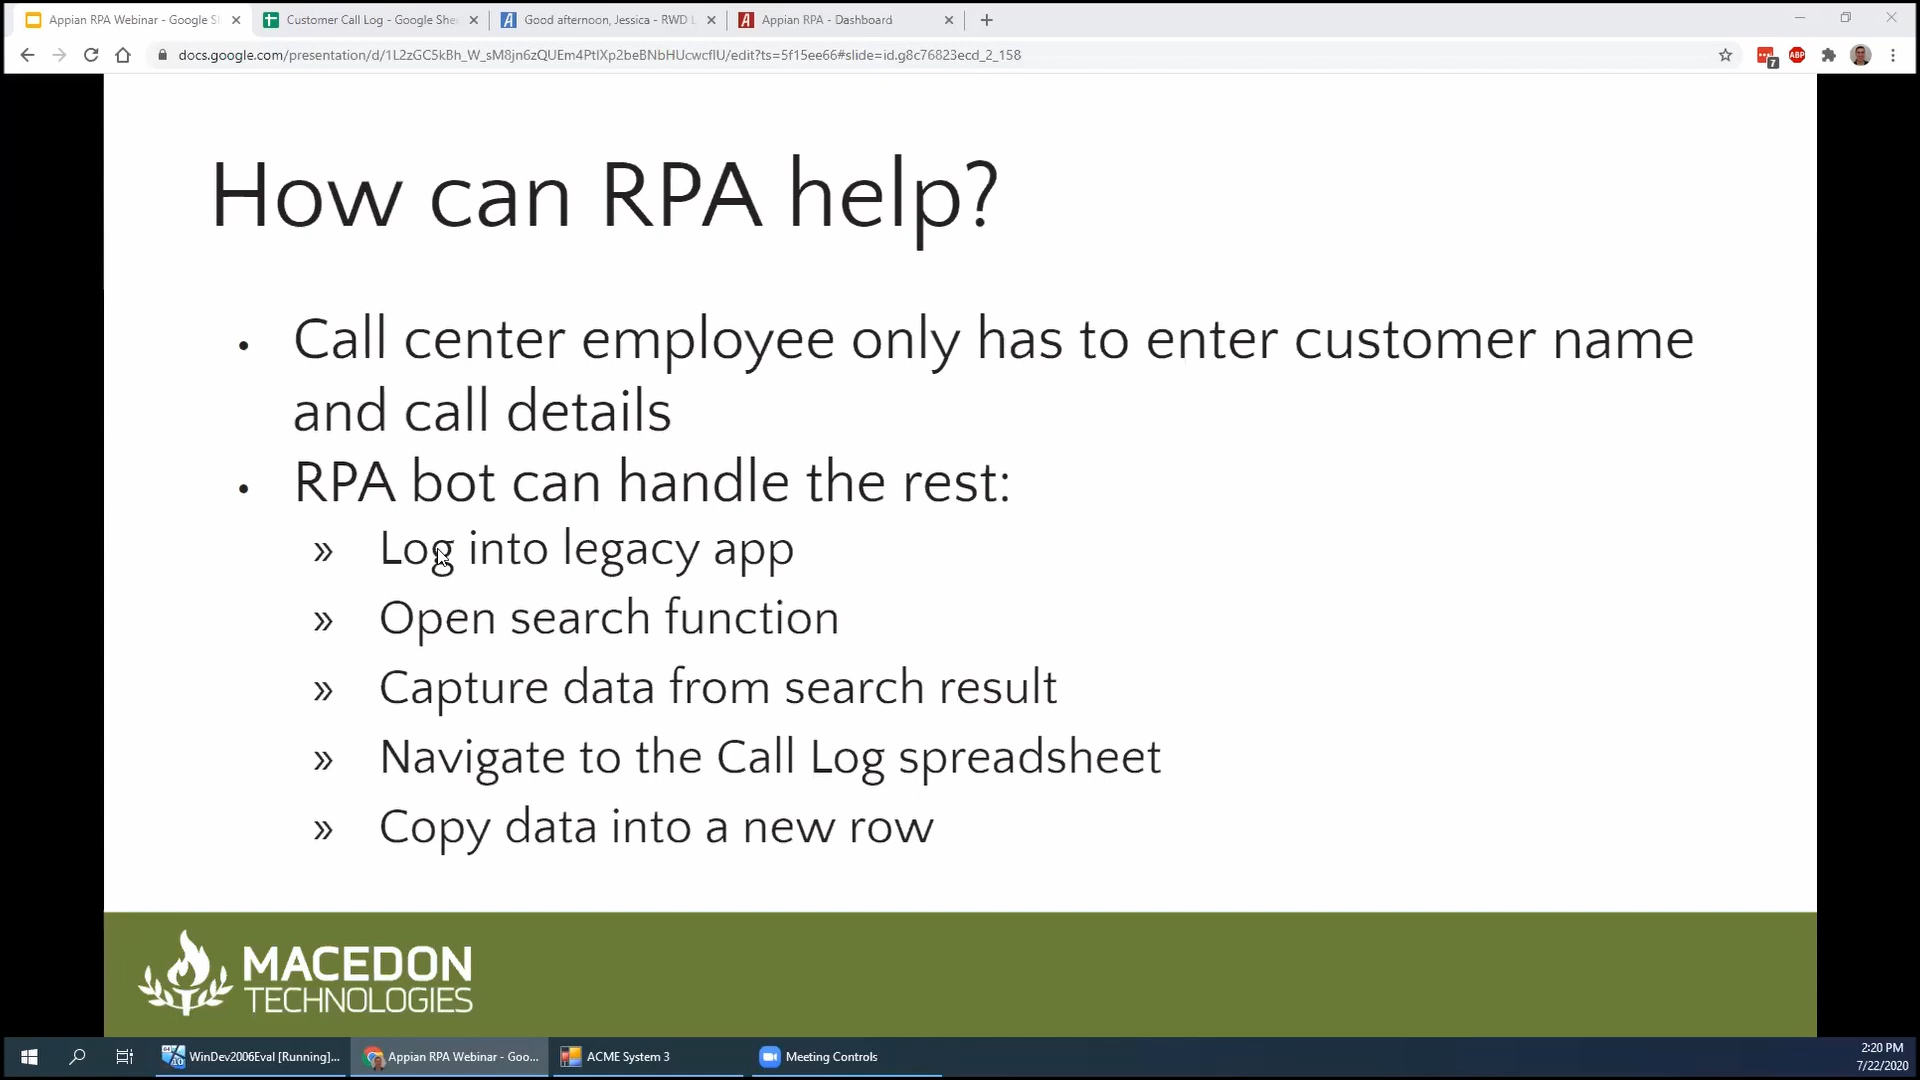 Appian RPA Webinar - Google Sl
Customer Call Log - Google She
Good afternoon, Jessica - RWD L
Appian RPA - Dashboard
docs.google.com/presentation/d/1L2zGC5kBh_W_sM8jn6zQUEm4PtlXp2beBNbHUcwcflU/edit?ts=5f15ee66#slide=id.g8c76823ecd_2_158
7
ABP
How can RPA help?
• Call center employee only has to enter customer name
and call details
• RPA bot can handle the rest:
» Log into legacy app
» Open search function
» Capture data from search result
» Navigate to the Call Log spreadsheet
» Copy data into a new row
MACEDON
TECHNOLOGIES
WinDev2006Eval [Running]...
Appian RPA Webinar - Goo...
ACME System 3
Meeting Controls
2:20 PM
7/22/2020